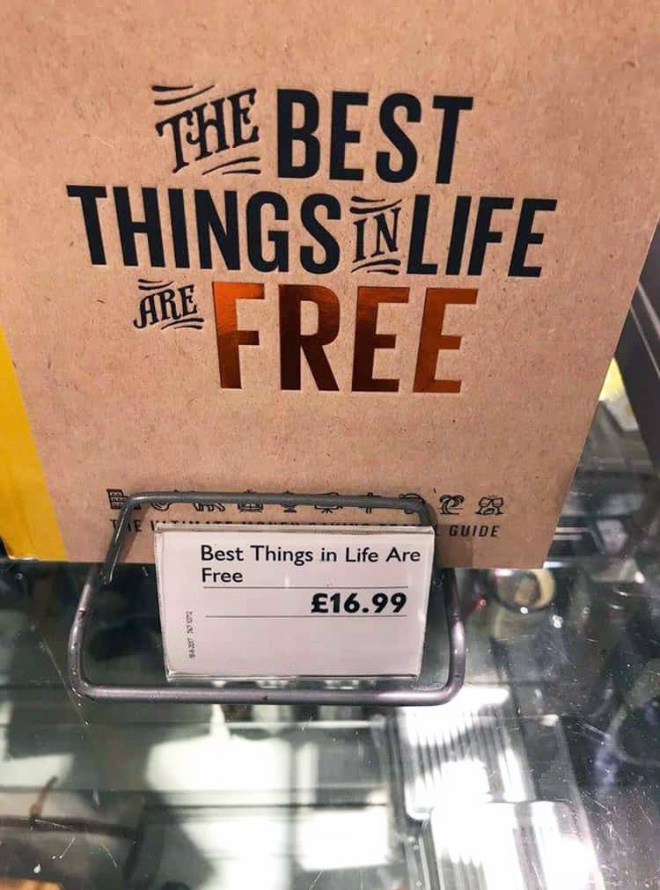 THE BEST
THINGS IN LIFE
ARE FREE
GUIDE
Best Things in Life Are
Free
£16.99